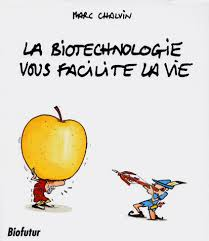 MARC CHALVIN
LA BIOTECHNOLOGIE
VOUS FACILITE LA VIE
Biofutur